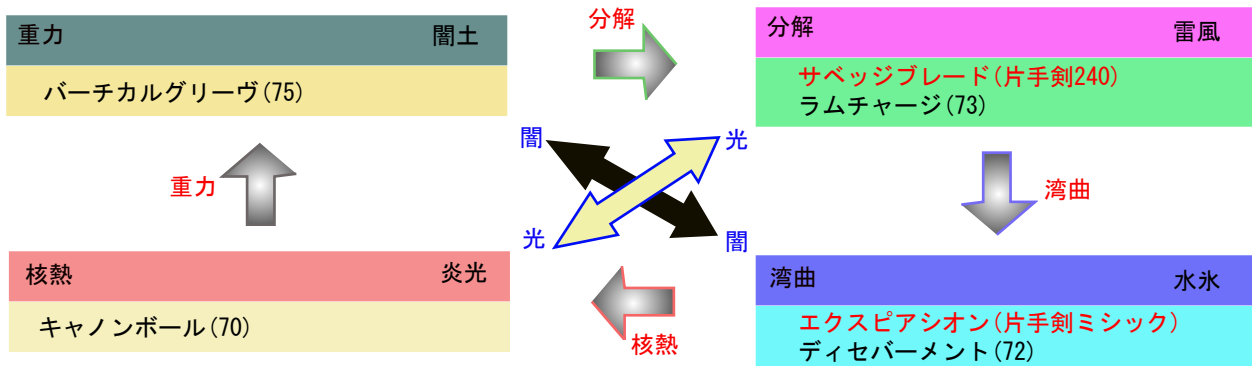 重力 闇土
バーチカルグリーヴ(75)
分解
分解 雷風
サベッジブレード(片手剣240)
ラムチャージ(73)
重力
闇
光
光
闇
湾曲
核熱 炎光
キャノンボール(70)
核熱
湾曲 水氷
エクスピアシオン(片手剣ミシック)
ディセバーメント(72)